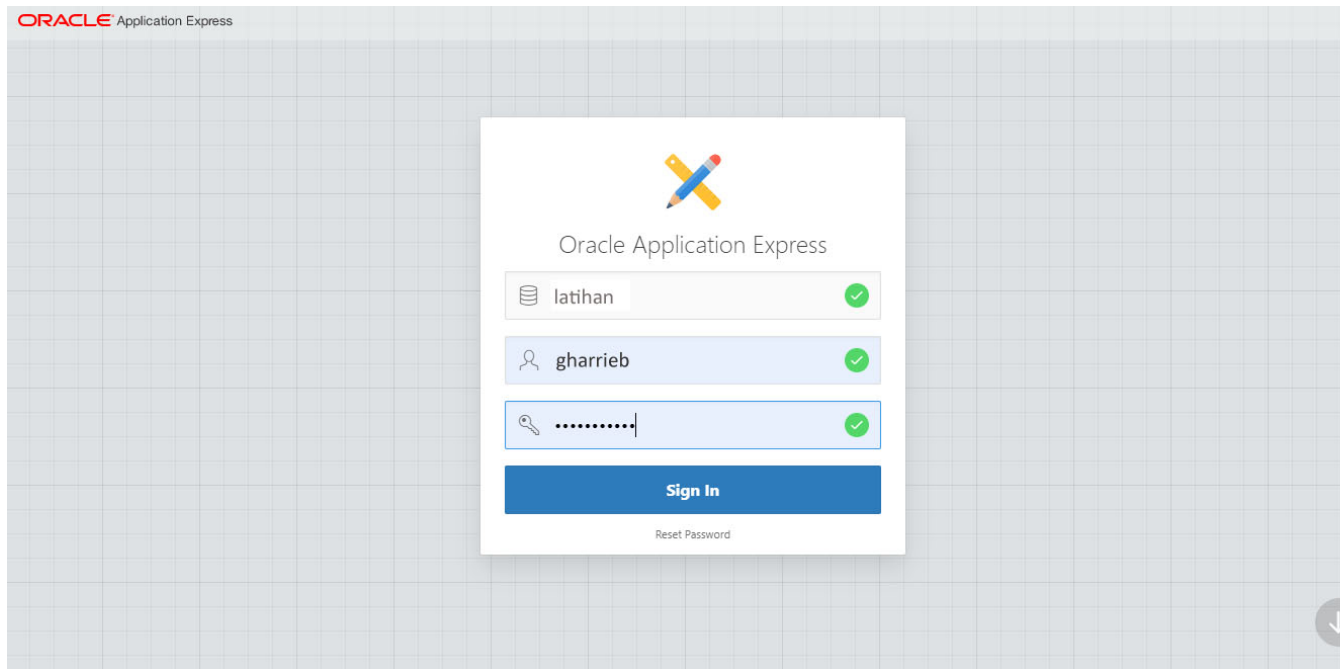 ORACLE Application Express
Oracle Application Express
latihan
gharrieb
•••••••••••
Sign In
Reset Password